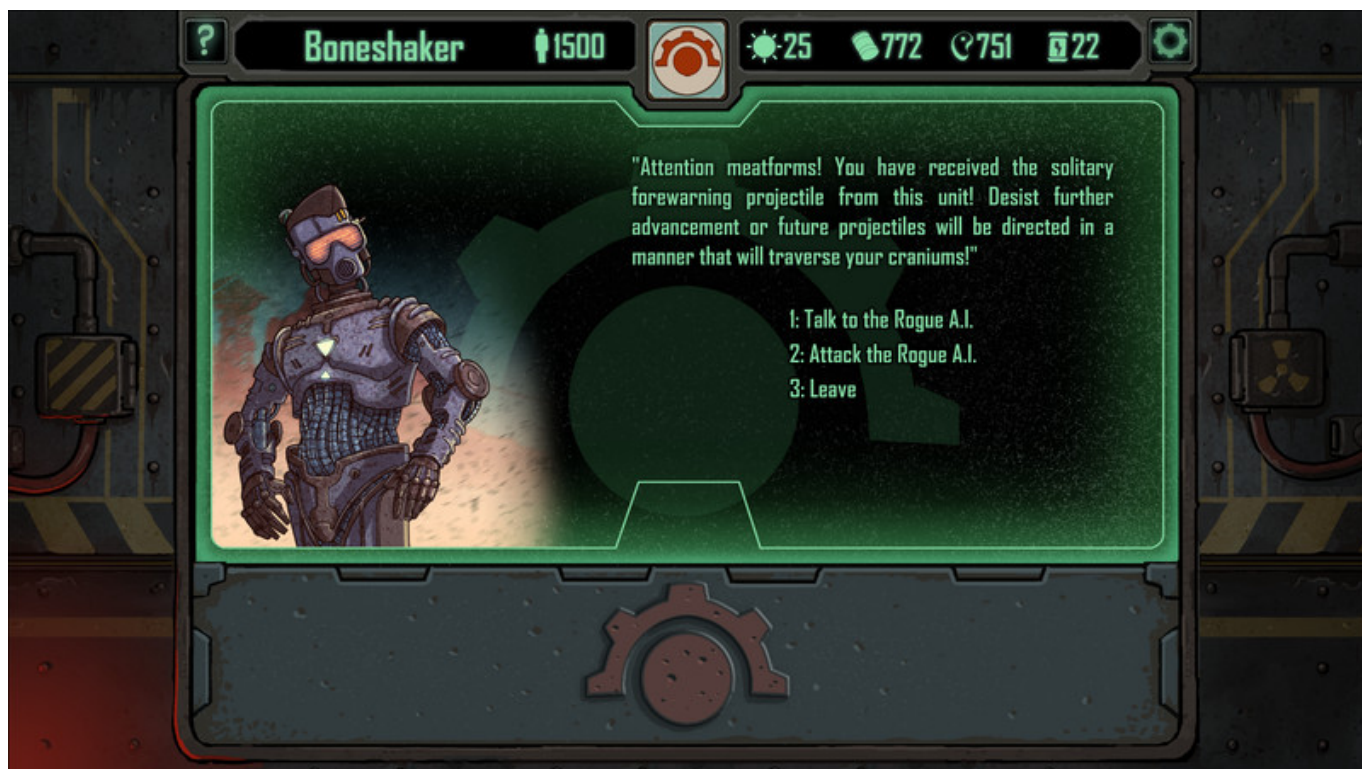 ? Boneshaker 1500 25 772 751 22
"Attention meatforms! You have received the solitary
forewarning projectile from this unit! Desist further
advancement or future projectiles will be directed in a
manner that will traverse your craniums!"
1: Talk to the Rogue A.I.
2: Attack the Rogue A.I.
3: Leave